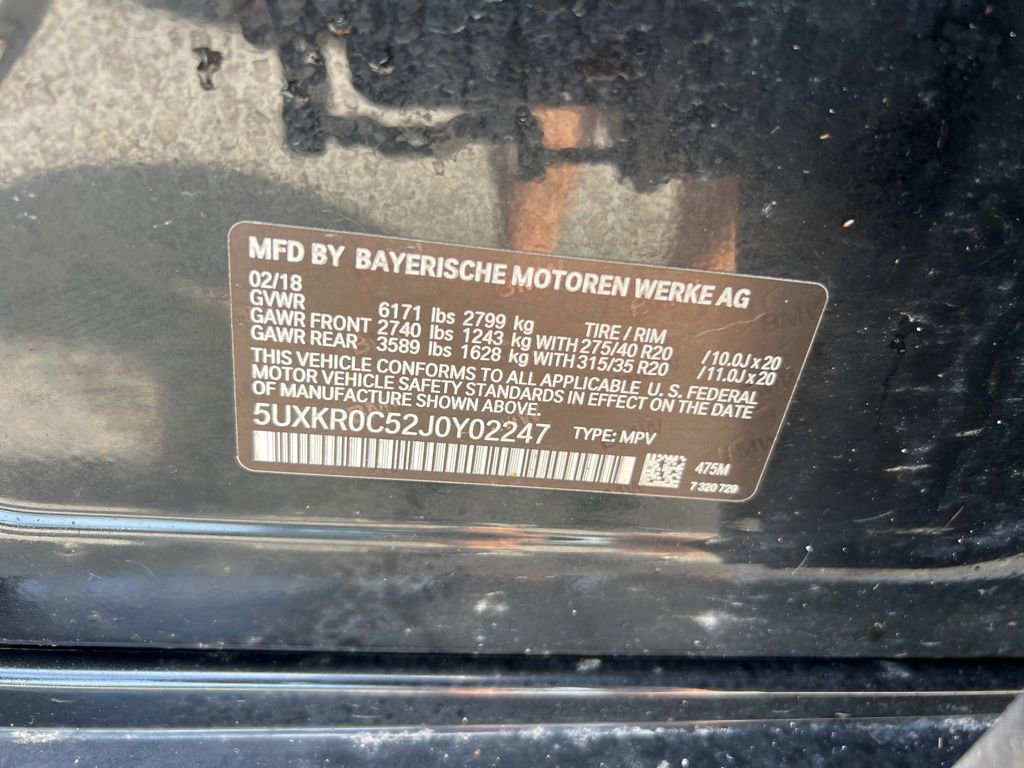 MFD BY BAYERISCHE MOTOREN WERKE AG
02/18
GVWR 6171 lbs 2799 kg TIRE / RIM
GAWR FRONT 2740 lbs 1243 kg WITH 275/40 R20 / 10.0J x 20
GAWR REAR 3589 lbs 1628 kg WITH 315/35 R20 / 11.0J x 20
THIS VEHICLE CONFORMS TO ALL APPLICABLE U. S. FEDERAL
MOTOR VEHICLE SAFETY STANDARDS IN EFFECT ON THE DATE
OF MANUFACTURE SHOWN ABOVE.
5UXKR0C52J0Y02247 TYPE: MPV
475M
7 320 729
BMW